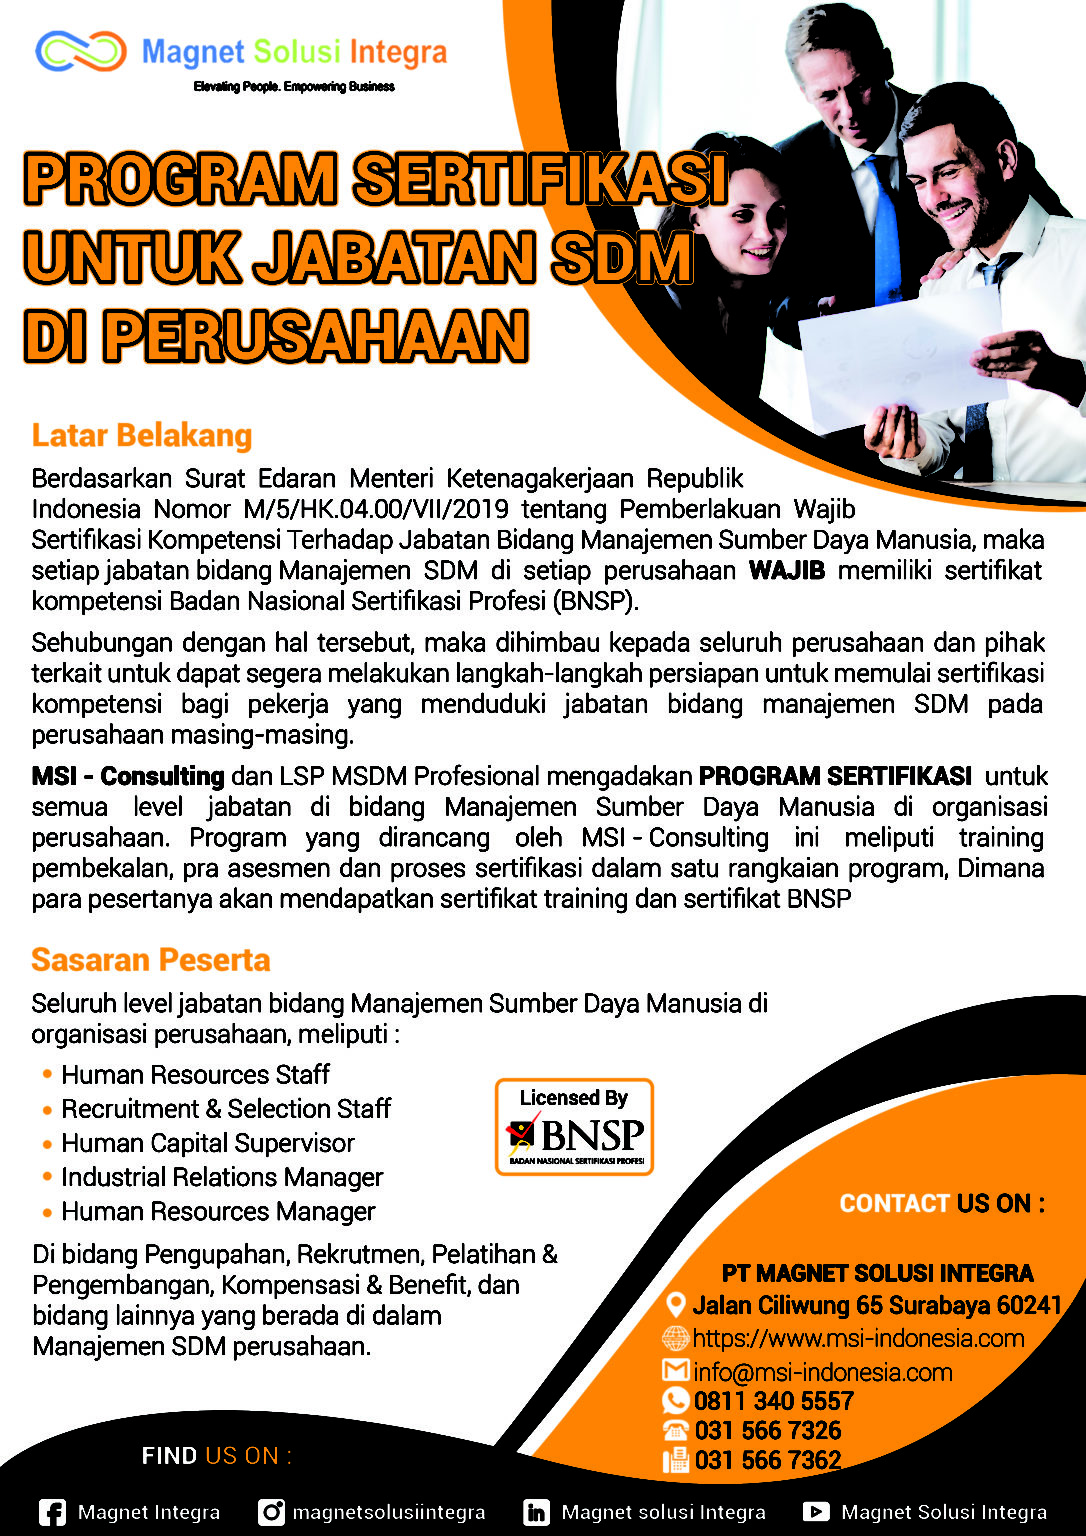 Magnet Solusi Integra
Elevating People. Empowering Business
PROGRAM SERTIFIKASI
UNTUK JABATAN SDM
DI PERUSAHAAN
Latar Belakang
Berdasarkan Surat Edaran Menteri Ketenagakerjaan Republik
Indonesia Nomor M/5/HK.04.00/VII/2019 tentang Pemberlakuan Wajib
Sertifikasi Kompetensi Terhadap Jabatan Bidang Manajemen Sumber Daya Manusia, maka
setiap jabatan bidang Manajemen SDM di setiap perusahaan WAJIB memiliki sertifikat
kompetensi Badan Nasional Sertifikasi Profesi (BNSP).
Sehubungan dengan hal tersebut, maka dihimbau kepada seluruh perusahaan dan pihak
terkait untuk dapat segera melakukan langkah-langkah persiapan untuk memulai sertifikasi
kompetensi bagi pekerja yang menduduki jabatan bidang manajemen SDM pada
perusahaan masing-masing.
MSI - Consulting dan LSP MSDM Profesional mengadakan PROGRAM SERTIFIKASI untuk
semua level jabatan di bidang Manajemen Sumber Daya Manusia di organisasi
perusahaan. Program yang dirancang oleh MSI - Consulting ini meliputi training
pembekalan, pra asesmen dan proses sertifikasi dalam satu rangkaian program, Dimana
para pesertanya akan mendapatkan sertifikat training dan sertifikat BNSP
Sasaran Peserta
Seluruh level jabatan bidang Manajemen Sumber Daya Manusia di
organisasi perusahaan, meliputi :
• Human Resources Staff
• Recruitment & Selection Staff
• Human Capital Supervisor
• Industrial Relations Manager
• Human Resources Manager
Di bidang Pengupahan, Rekrutmen, Pelatihan &
Pengembangan, Kompensasi & Benefit, dan
bidang lainnya yang berada di dalam
Manajemen SDM perusahaan.
Licensed By
BNSP
BADAN NASIONAL SERTIFIKASI PROFESI
CONTACT US ON :
PT MAGNET SOLUSI INTEGRA
Jalan Ciliwung 65 Surabaya 60241
https://www.msi-indonesia.com
info@msi-indonesia.com
0811 340 5557
031 566 7326
031 566 7362
FIND US ON :
Magnet Integra
magnetsolusiintegra
Magnet solusi Integra
Magnet Solusi Integra